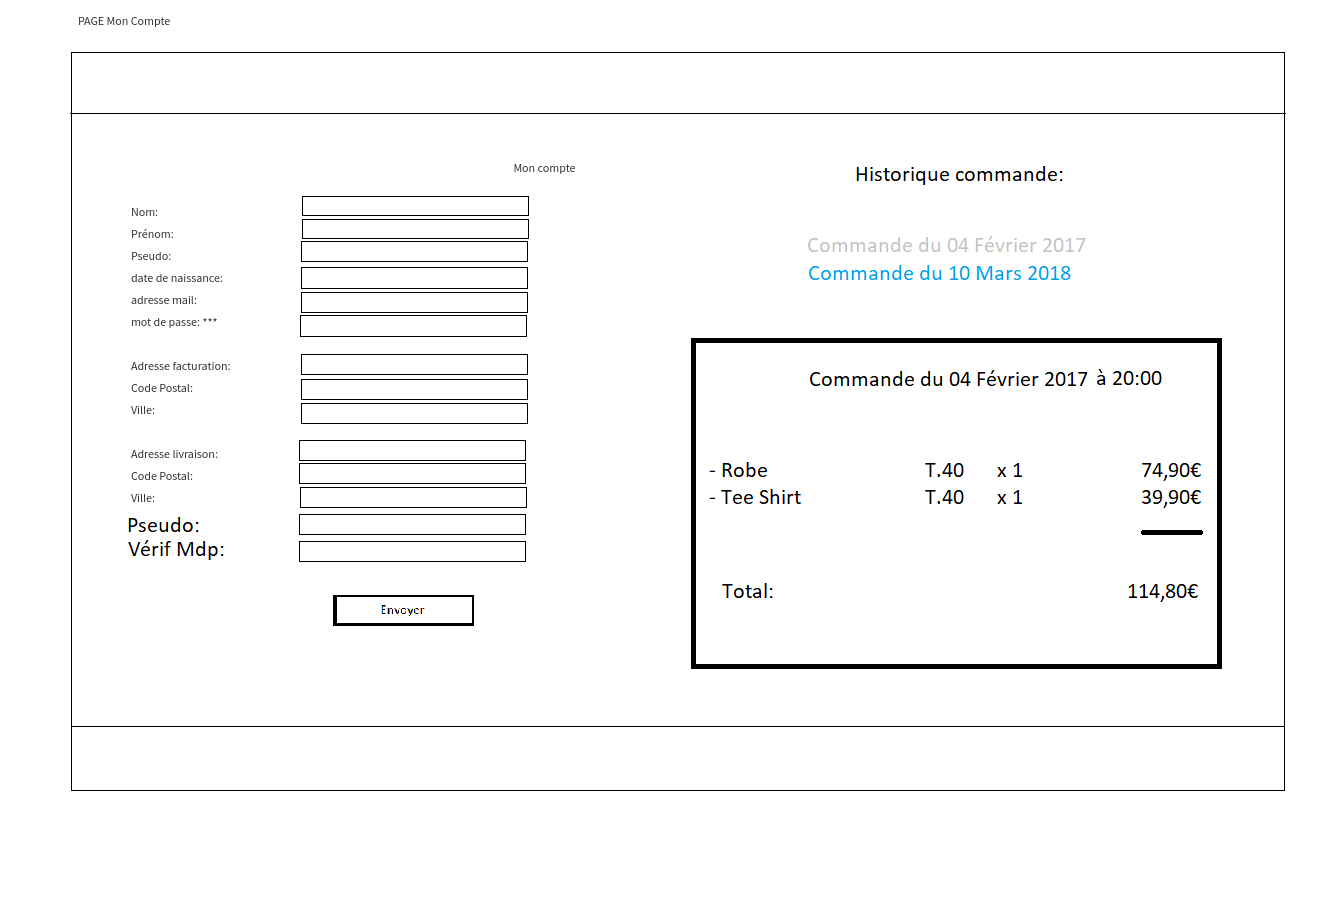 PAGE Mon Compte
Mon compte
Nom:
Prénom:
Pseudo:
date de naissance:
adresse mail:
mot de passe: ***
Adresse facturation:
Code Postal:
Ville:
Adresse livraison:
Code Postal:
Ville:
Pseudo:
Vérif Mdp:
Envoyer
Historique commande:
Commande du 04 Février 2017
Commande du 10 Mars 2018
Commande du 04 Février 2017 à 20:00
- Robe T.40 x 1 74,90€
- Tee Shirt T.40 x 1 39,90€
Total: 114,80€